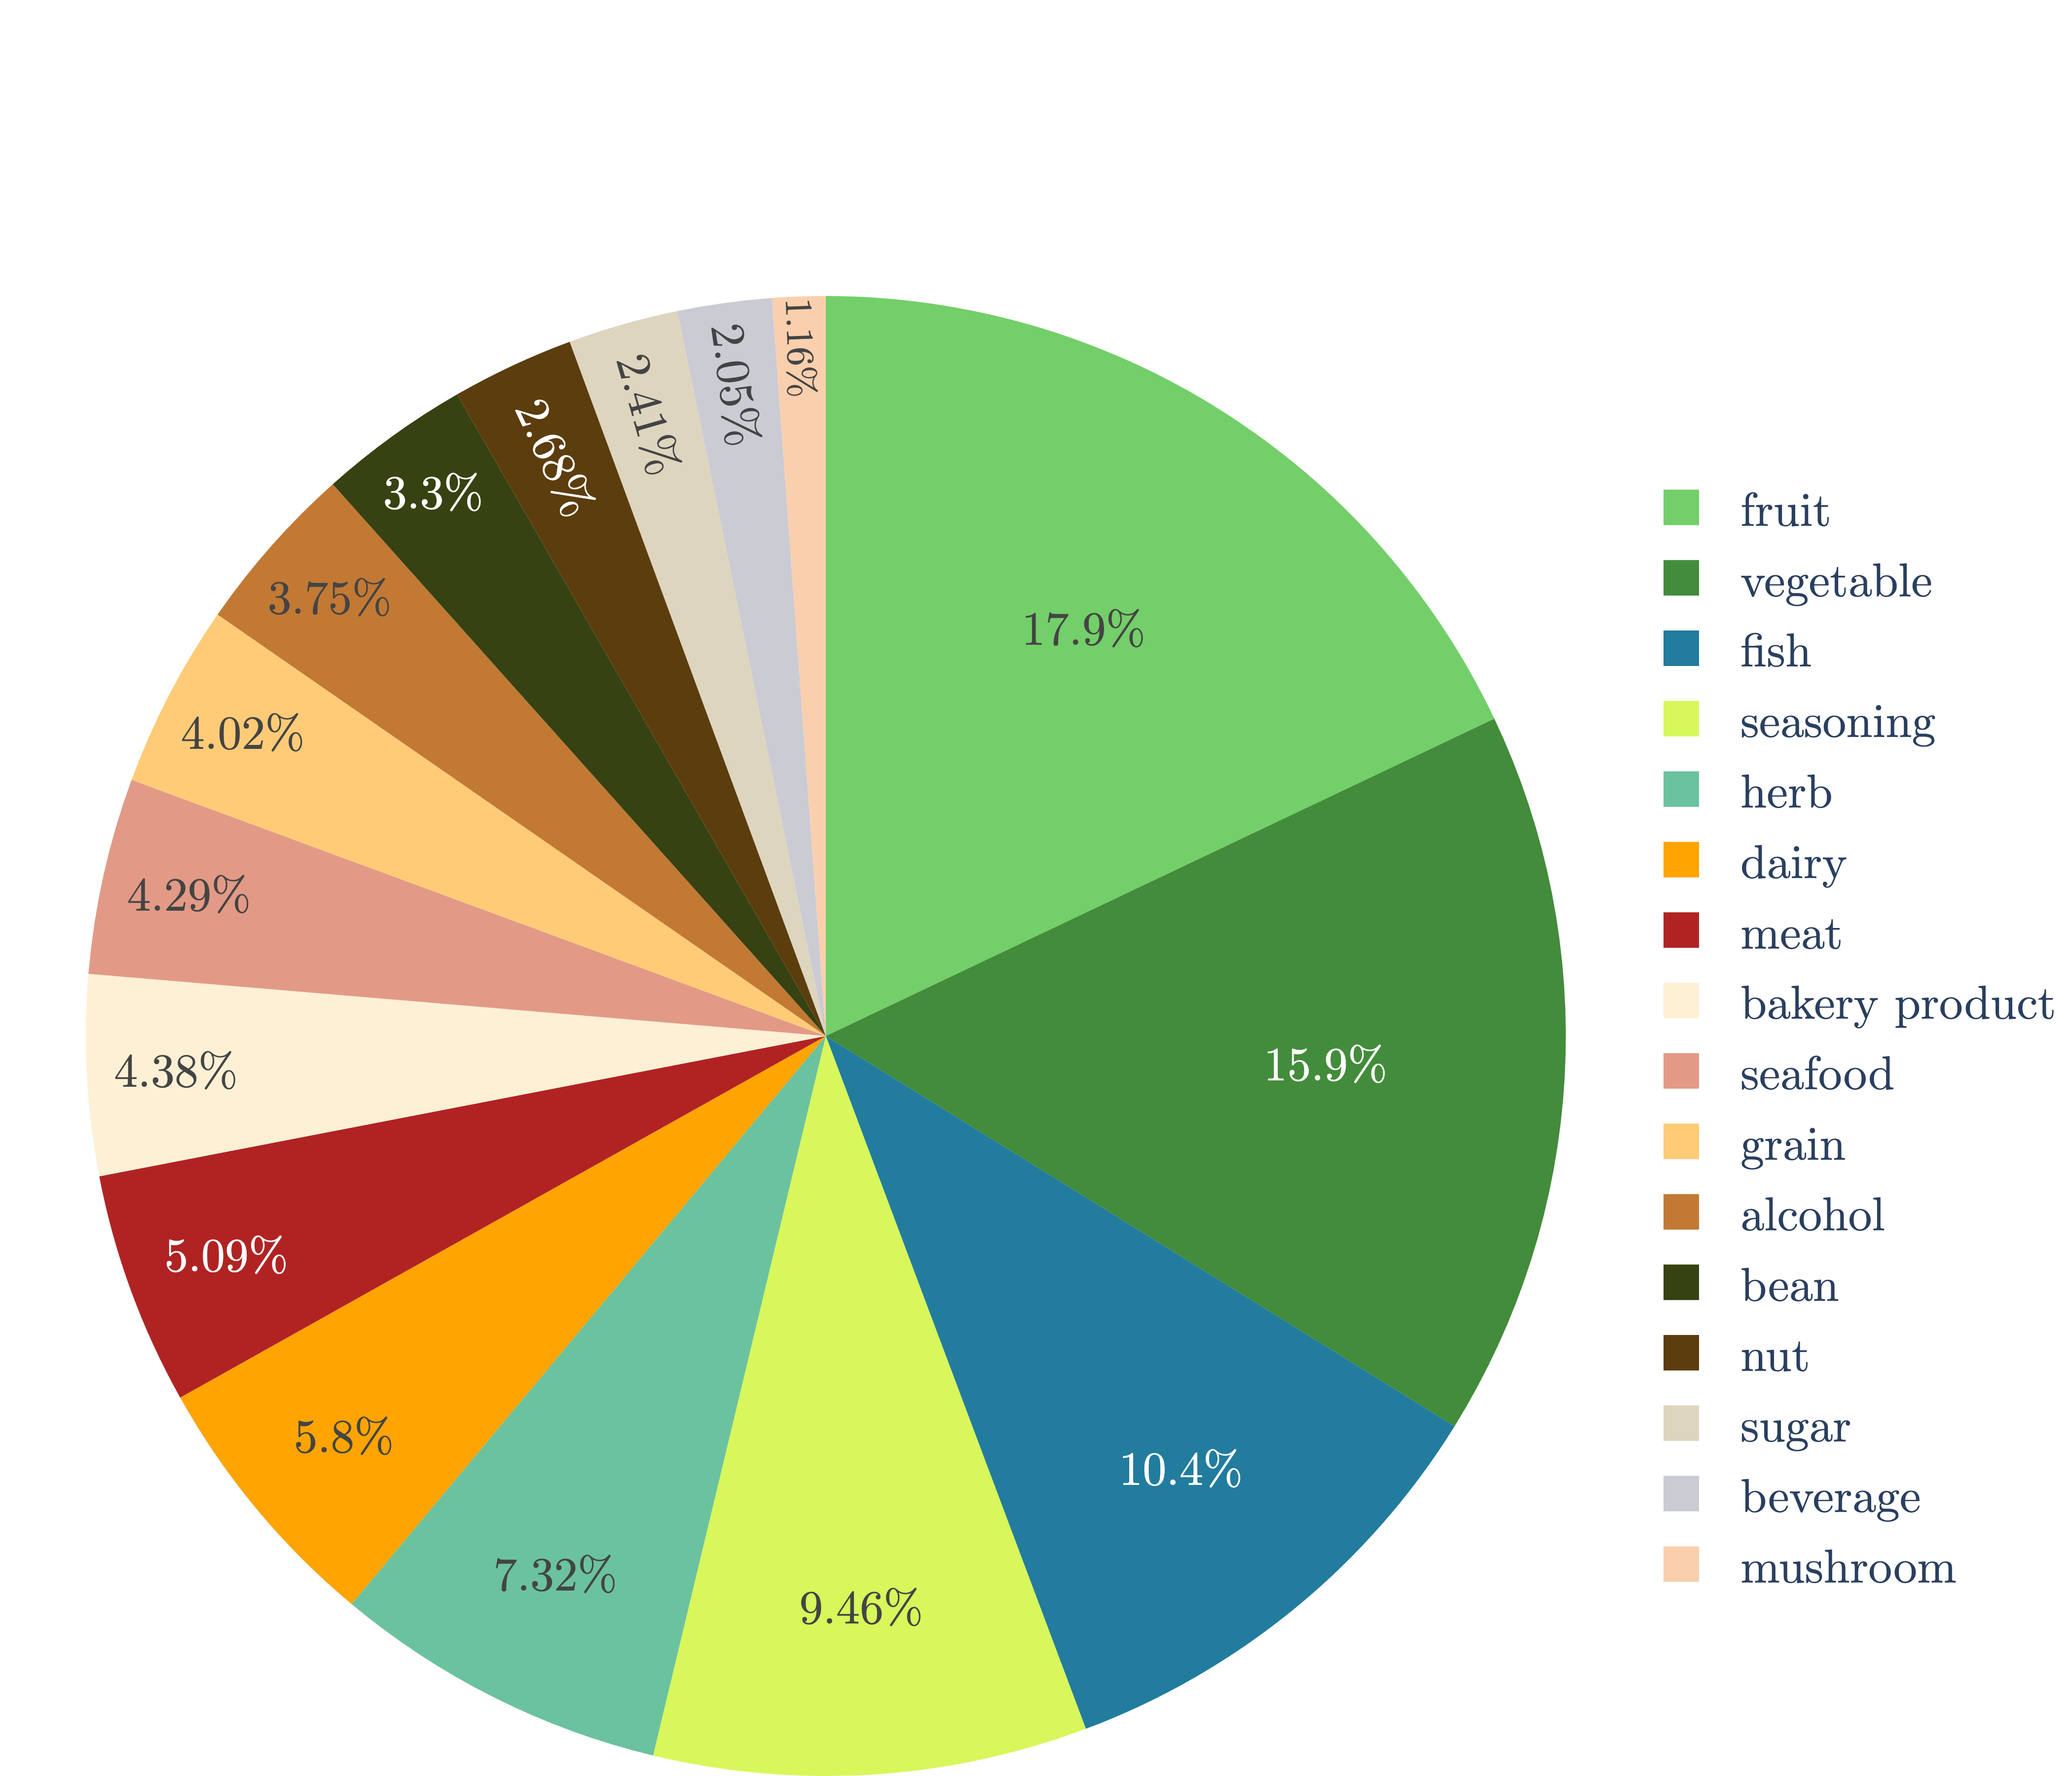 17.9%
15.9%
10.4%
9.46%
7.32%
5.8%
5.09%
4.38%
4.29%
4.02%
3.75%
3.3%
2.68%
2.41%
2.05%
1.16%
fruit
vegetable
fish
seasoning
herb
dairy
meat
bakery product
seafood
grain
alcohol
bean
nut
sugar
beverage
mushroom